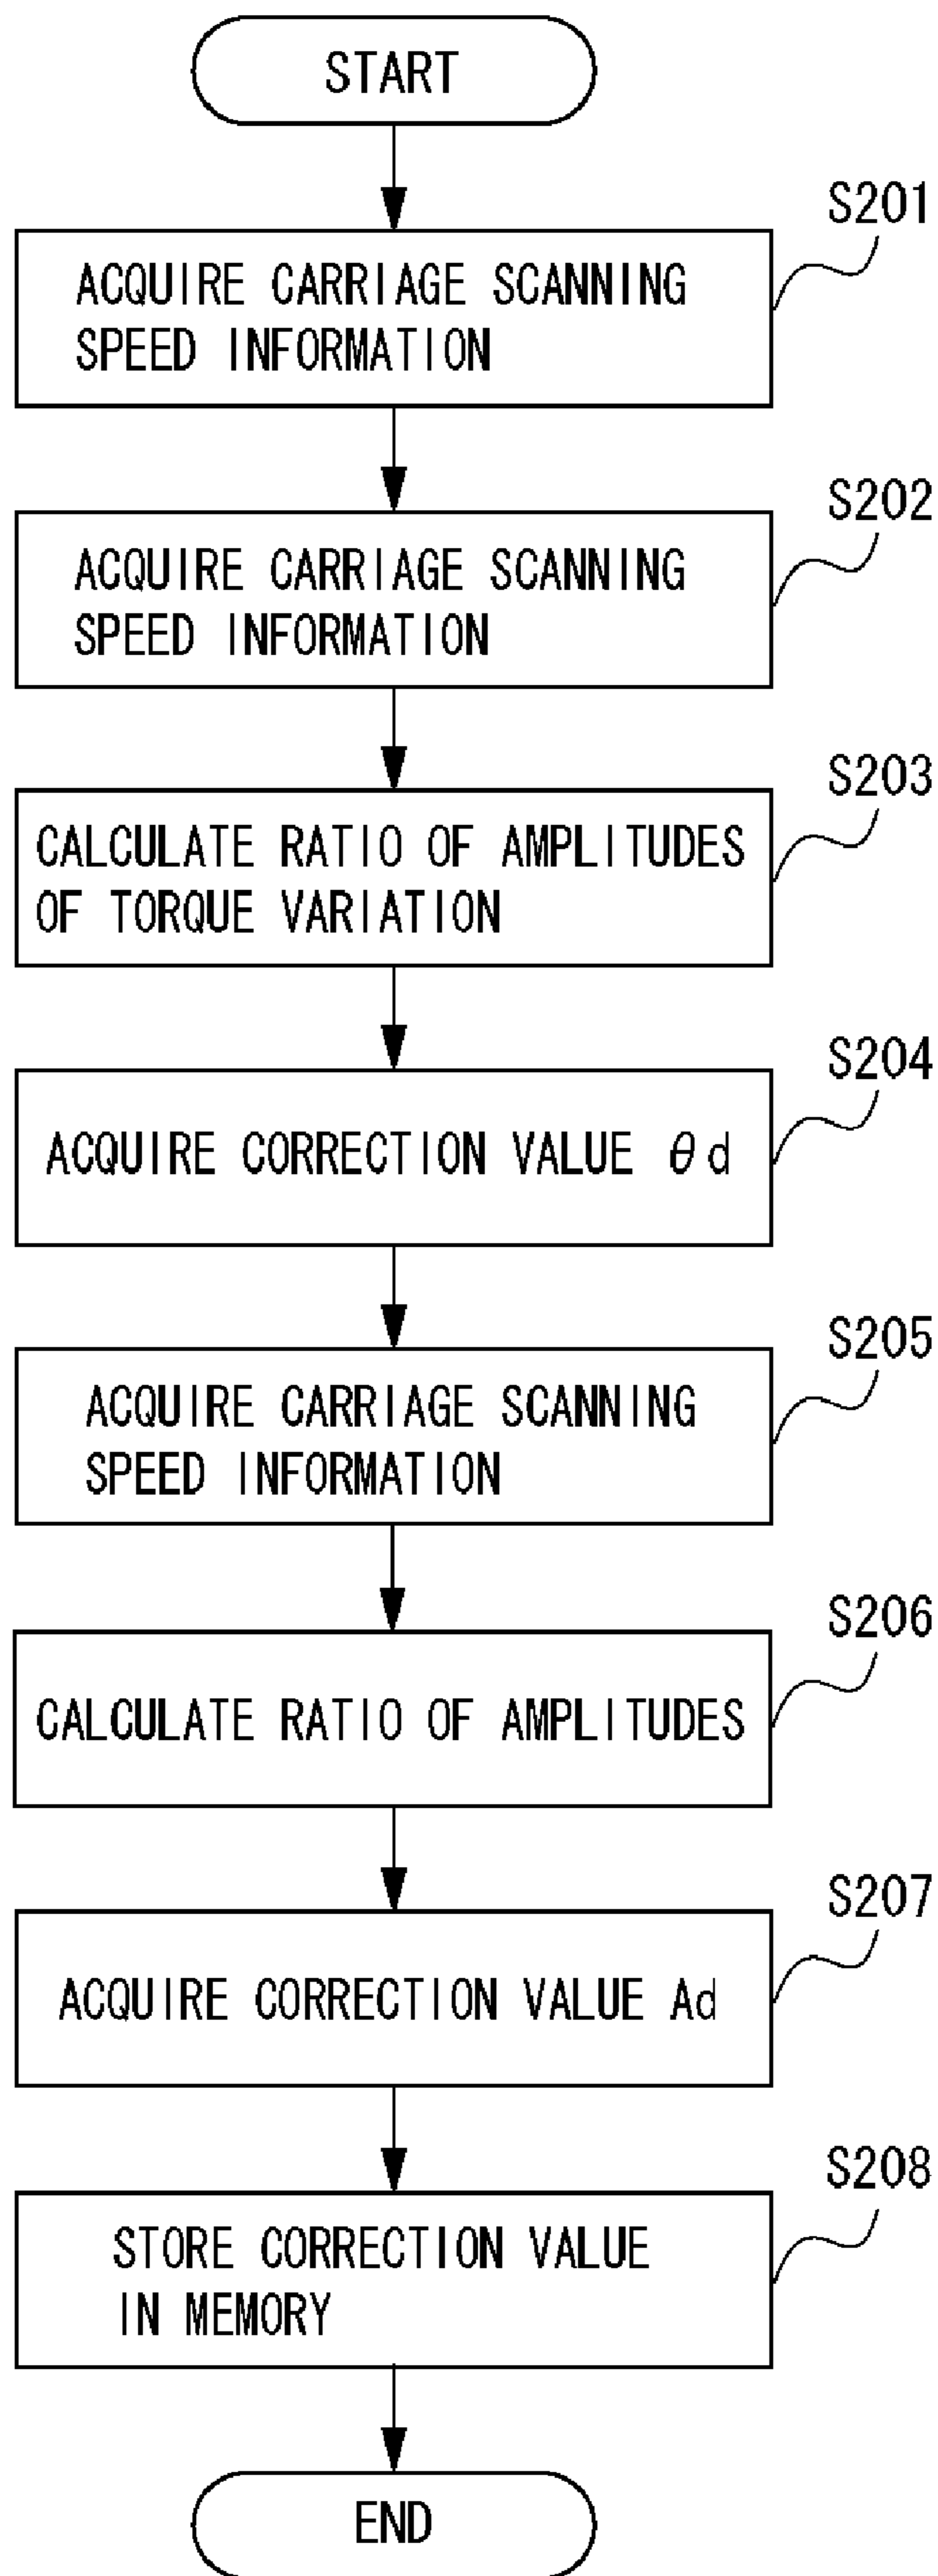 START
S201
ACQUIRE CARRIAGE SCANNING
SPEED INFORMATION
S202
ACQUIRE CARRIAGE SCANNING
SPEED INFORMATION
S203
CALCULATE RATIO OF AMPLITUDES
OF TORQUE VARIATION
S204
ACQUIRE CORRECTION VALUE θd
S205
ACQUIRE CARRIAGE SCANNING
SPEED INFORMATION
S206
CALCULATE RATIO OF AMPLITUDES
S207
ACQUIRE CORRECTION VALUE Ad
S208
STORE CORRECTION VALUE
IN MEMORY
END